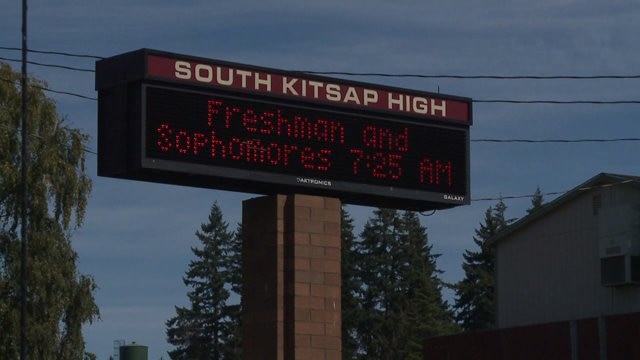 SOUTH KITSAP HIGH
Freshman and
Sophomores 7:25 AM
DAKTRONICS
GALAXY